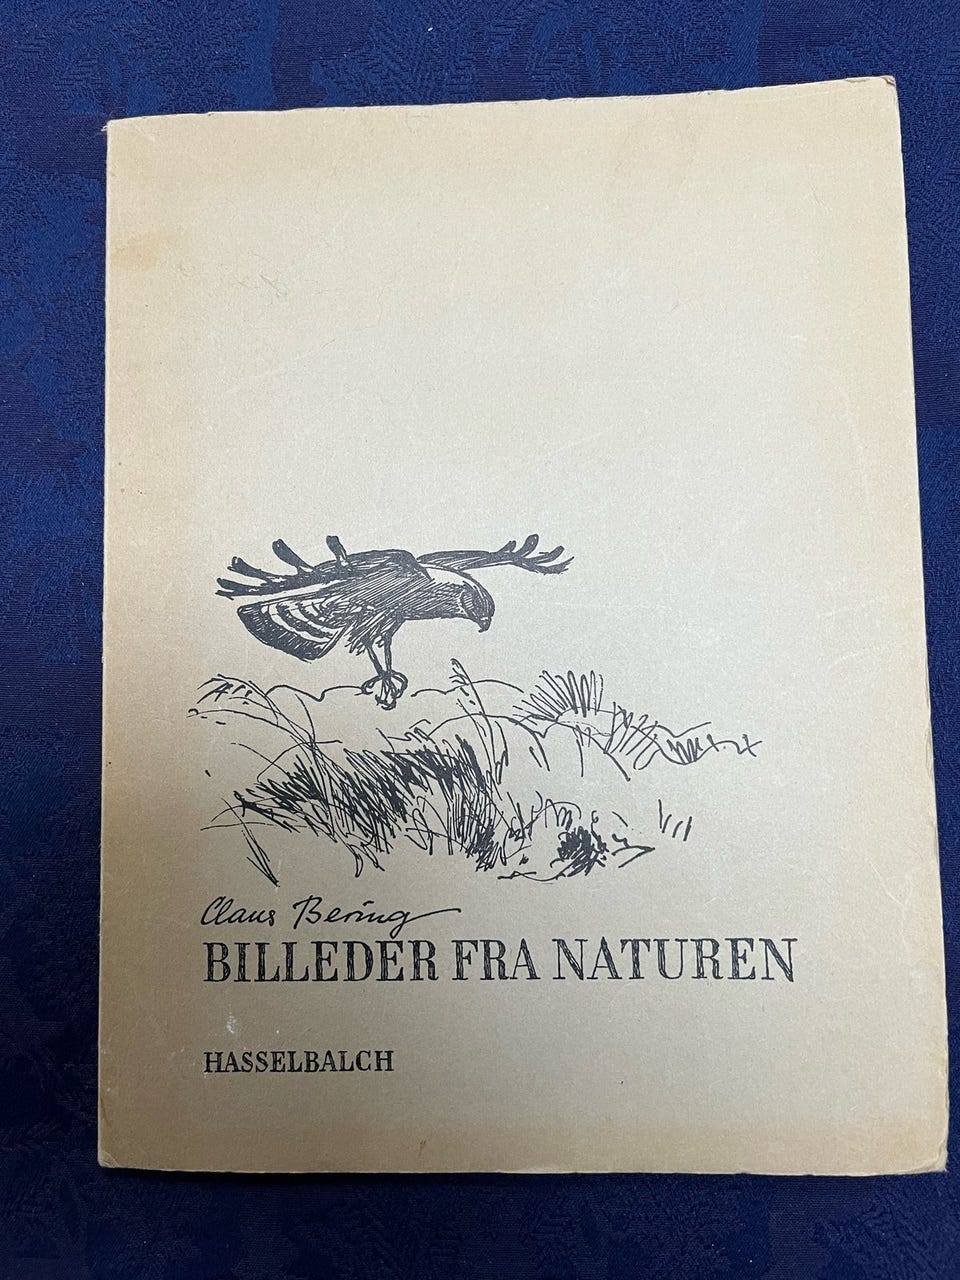 Claus Bering
BILLEDER FRA NATUREN
HASSELBALCH